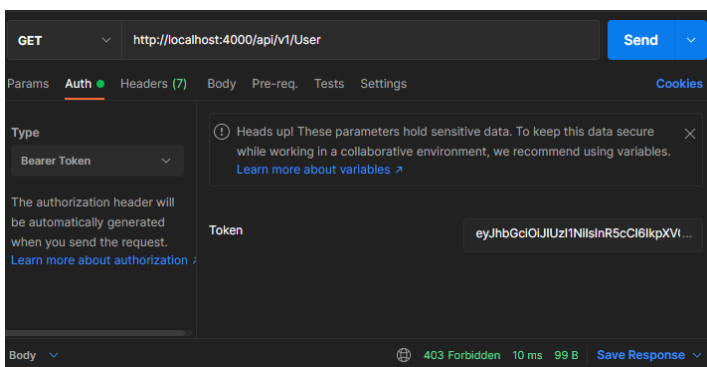 GET http://localhost:4000/api/v1/User Send
Params Auth Headers (7) Body Pre-req. Tests Settings Cookies
Type
Bearer Token
The authorization header will
be automatically generated
when you send the request.
Learn more about authorization
Heads up! These parameters hold sensitive data. To keep this data secure
while working in a collaborative environment, we recommend using variables.
Learn more about variables ↗
Token
Body 403 Forbidden 10 ms 99 B Save Response